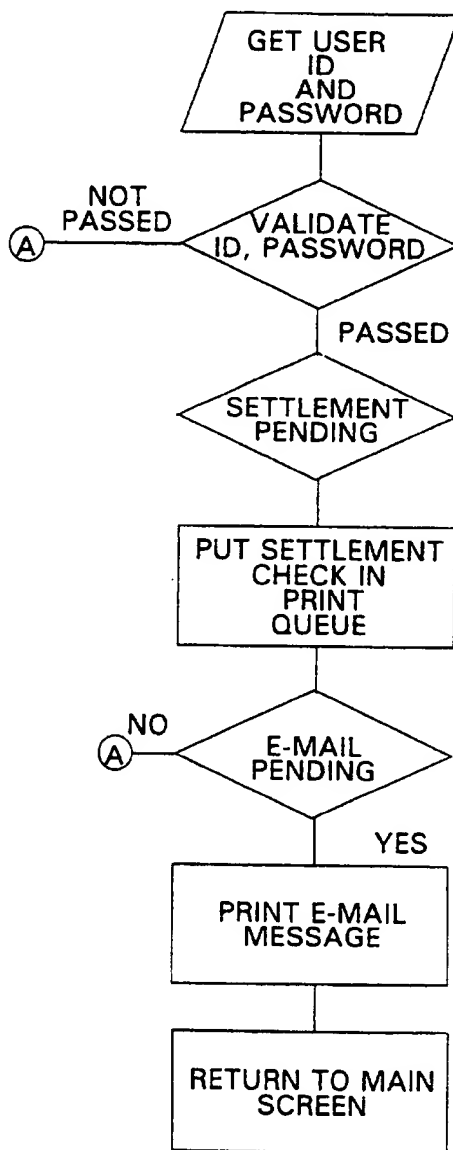 GET USER
ID
AND
PASSWORD
NOT
PASSED
A
VALIDATE
ID, PASSWORD
PASSED
SETTLEMENT
PENDING
PUT SETTLEMENT
CHECK IN
PRINT
QUEUE
NO
A
E-MAIL
PENDING
YES
PRINT E-MAIL
MESSAGE
RETURN TO MAIN
SCREEN